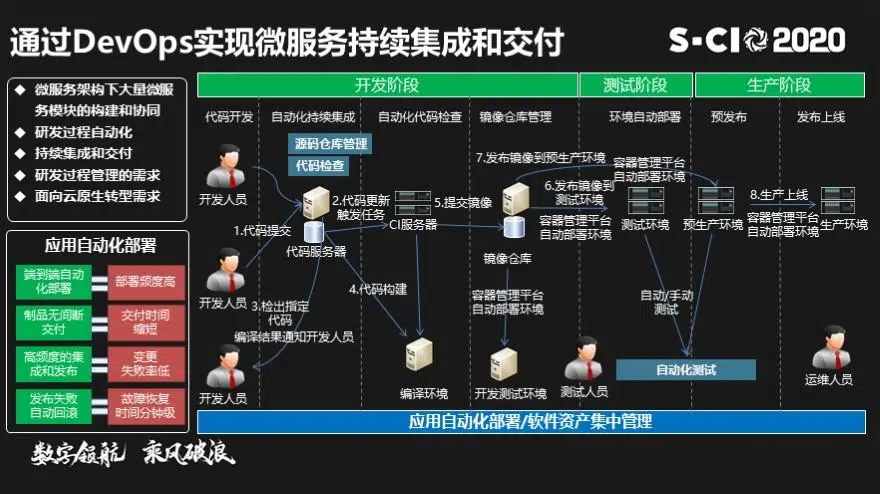 通过DevOps实现微服务持续集成和交付
S-CIO 2020
◆ 微服务架构下大量微服
务模块的构建和协同
◆ 研发过程自动化
◆ 持续集成和交付
◆ 研发过程管理的需求
◆ 面向云原生转型需求
应用自动化部署
端到端自动
化部署
部署频度高
制品无间断
交付
交付时间
缩短
高频度的集
成和发布
变更
失败率低
发布失败
自动回滚
故障恢复
时间分钟级
开发阶段
测试阶段
生产阶段
代码开发
自动化持续集成
自动化代码检查
镜像仓库管理
环境自动部署
预发布
发布上线
源码仓库管理
代码检查
开发人员
1.代码提交
开发人员
开发人员
代码服务器
2.代码更新
触发任务
CI服务器
3.检出指定
代码
编译结果通知开发人员
4.代码构建
编译环境
5.提交镜像
镜像仓库
容器管理平台
自动部署环境
开发测试环境
6.发布镜像到
测试环境
容器管理平台
自动部署环境
7.发布镜像到预生产环境
容器管理平台
自动部署环境
测试环境
预生产环境
8.生产上线
容器管理平台
自动部署环境
生产环境
自动/手动
测试
测试人员
自动化测试
运维人员
应用自动化部署/软件资产集中管理
数字领航 乘风破浪